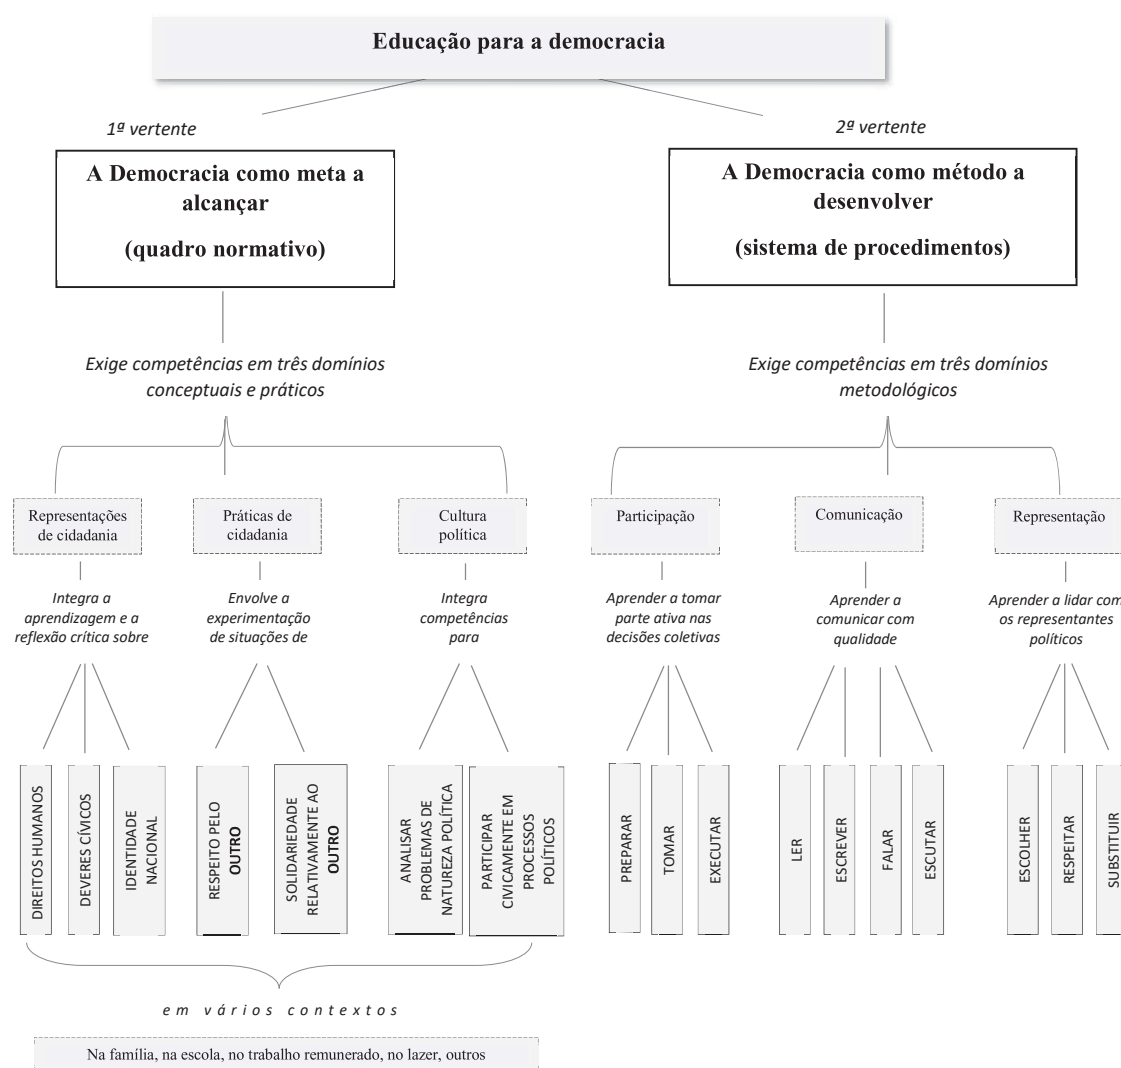 Educação para a democracia
1ª vertente
2ª vertente
A Democracia como meta a
alcançar
(quadro normativo)
A Democracia como método a
desenvolver
(sistema de procedimentos)
Exige competências em três domínios
conceptuais e práticos
Exige competências em três domínios
metodológicos
Representações
de cidadania
Práticas de
cidadania
Cultura
política
Participação
Comunicação
Representação
Integra a
aprendizagem e a
reflexão crítica sobre
Envolve a
experimentação
de situações de
Integra
competências
para
Aprender a tomar
parte ativa nas
decisões coletivas
Aprender a
comunicar com
qualidade
Aprender a lidar com
os representantes
políticos
DIREITOS HUMANOS
DEVERES CÍVICOS
IDENTIDADE
NACIONAL
RESPEITO PELO
OUTRO
SOLIDARIEDADE
RELATIVAMENTE AO
OUTRO
ANALISAR
PROBLEMAS DE
NATUREZA POLÍTICA
PARTICIPAR
CIVICAMENTE EM
PROCESSOS
POLÍTICOS
PREPARAR
TOMAR
EXECUTAR
LER
ESCREVER
FALAR
ESCUTAR
ESCOLHER
RESPEITAR
SUBSTITUIR
em vários contextos
Na família, na escola, no trabalho remunerado, no lazer, outros